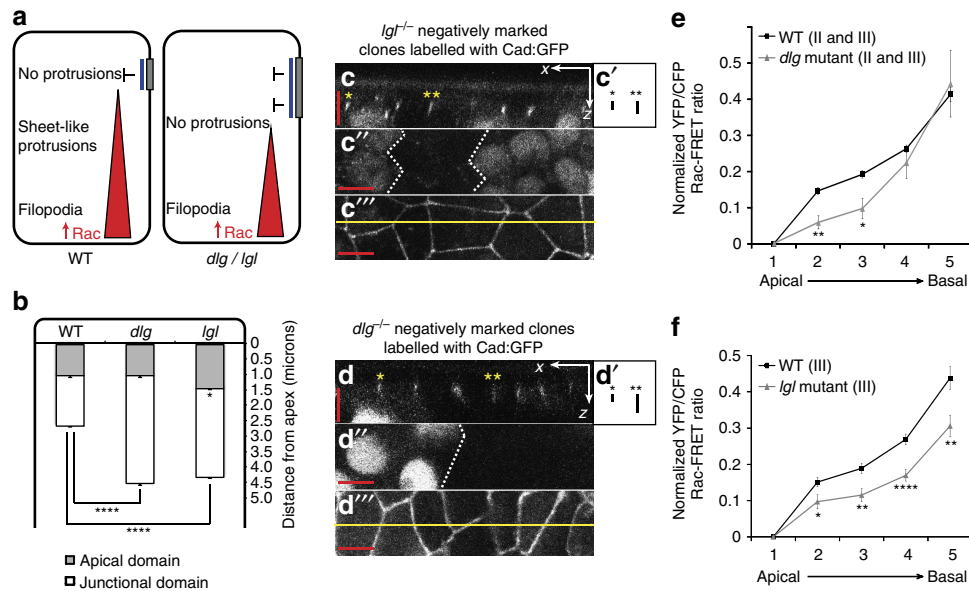 a
No protrusions
Sheet-like
protrusions
Filopodia
↑Rac
WT
No protrusions
Filopodia
↑Rac
dlg / lgl
b
WT dlg lgl
0
0.5
1.0
1.5
2.0
2.5
3.0
3.5
4.0
4.5
5.0
Distance from apex (microns)
*
****
****
Apical domain
Junctional domain
lgl–/– negatively marked
clones labelled with Cad:GFP
c
* **
x
z
c′
* **
c′′
c′′′
dlg–/– negatively marked clones
labelled with Cad:GFP
d
* **
x
z
d′
* **
d′′
d′′′
e
WT (II and III)
dlg mutant (II and III)
Normalized YFP/CFP
Rac-FRET ratio
0.5
0.4
0.3
0.2
0.1
0
** *
1 2 3 4 5
Apical Basal
f
WT (III)
lgl mutant (III)
Normalized YFP/CFP
Rac-FRET ratio
0.5
0.4
0.3
0.2
0.1
0
* ** **** **
1 2 3 4 5
Apical Basal